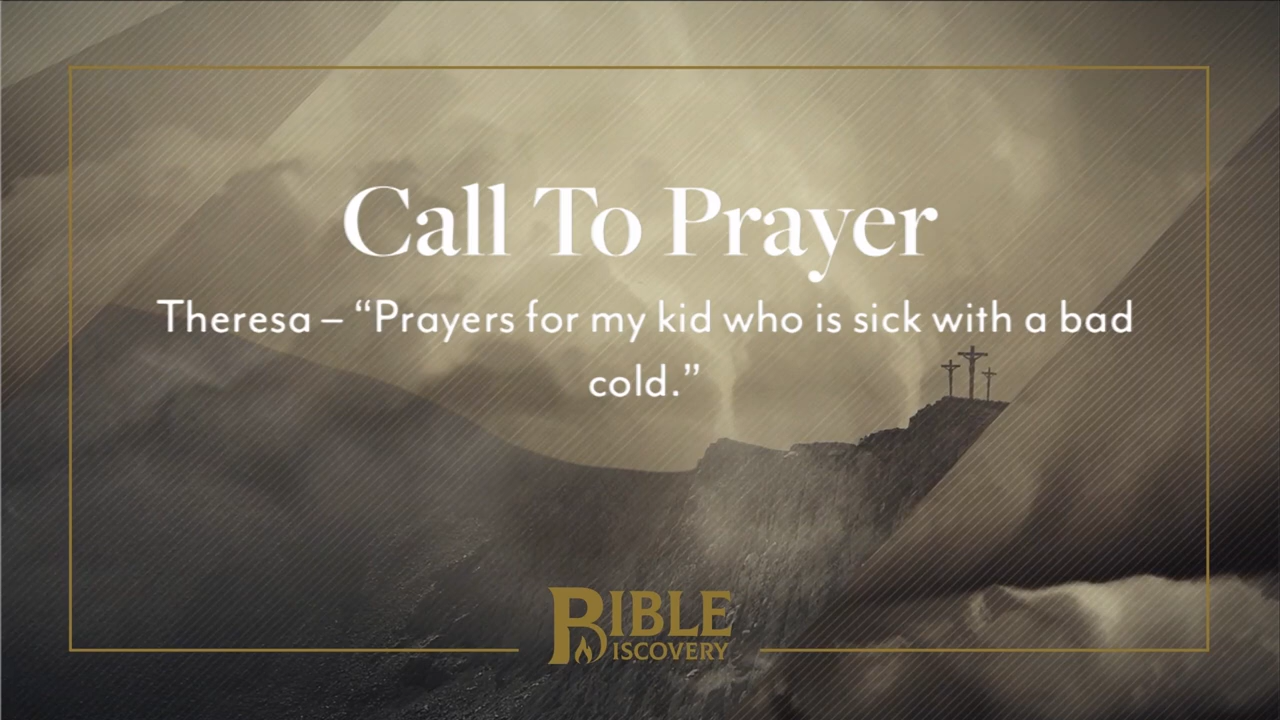 Call To Prayer
Theresa – “Prayers for my kid who is sick with a bad
cold.”
BIBLE
DISCOVERY